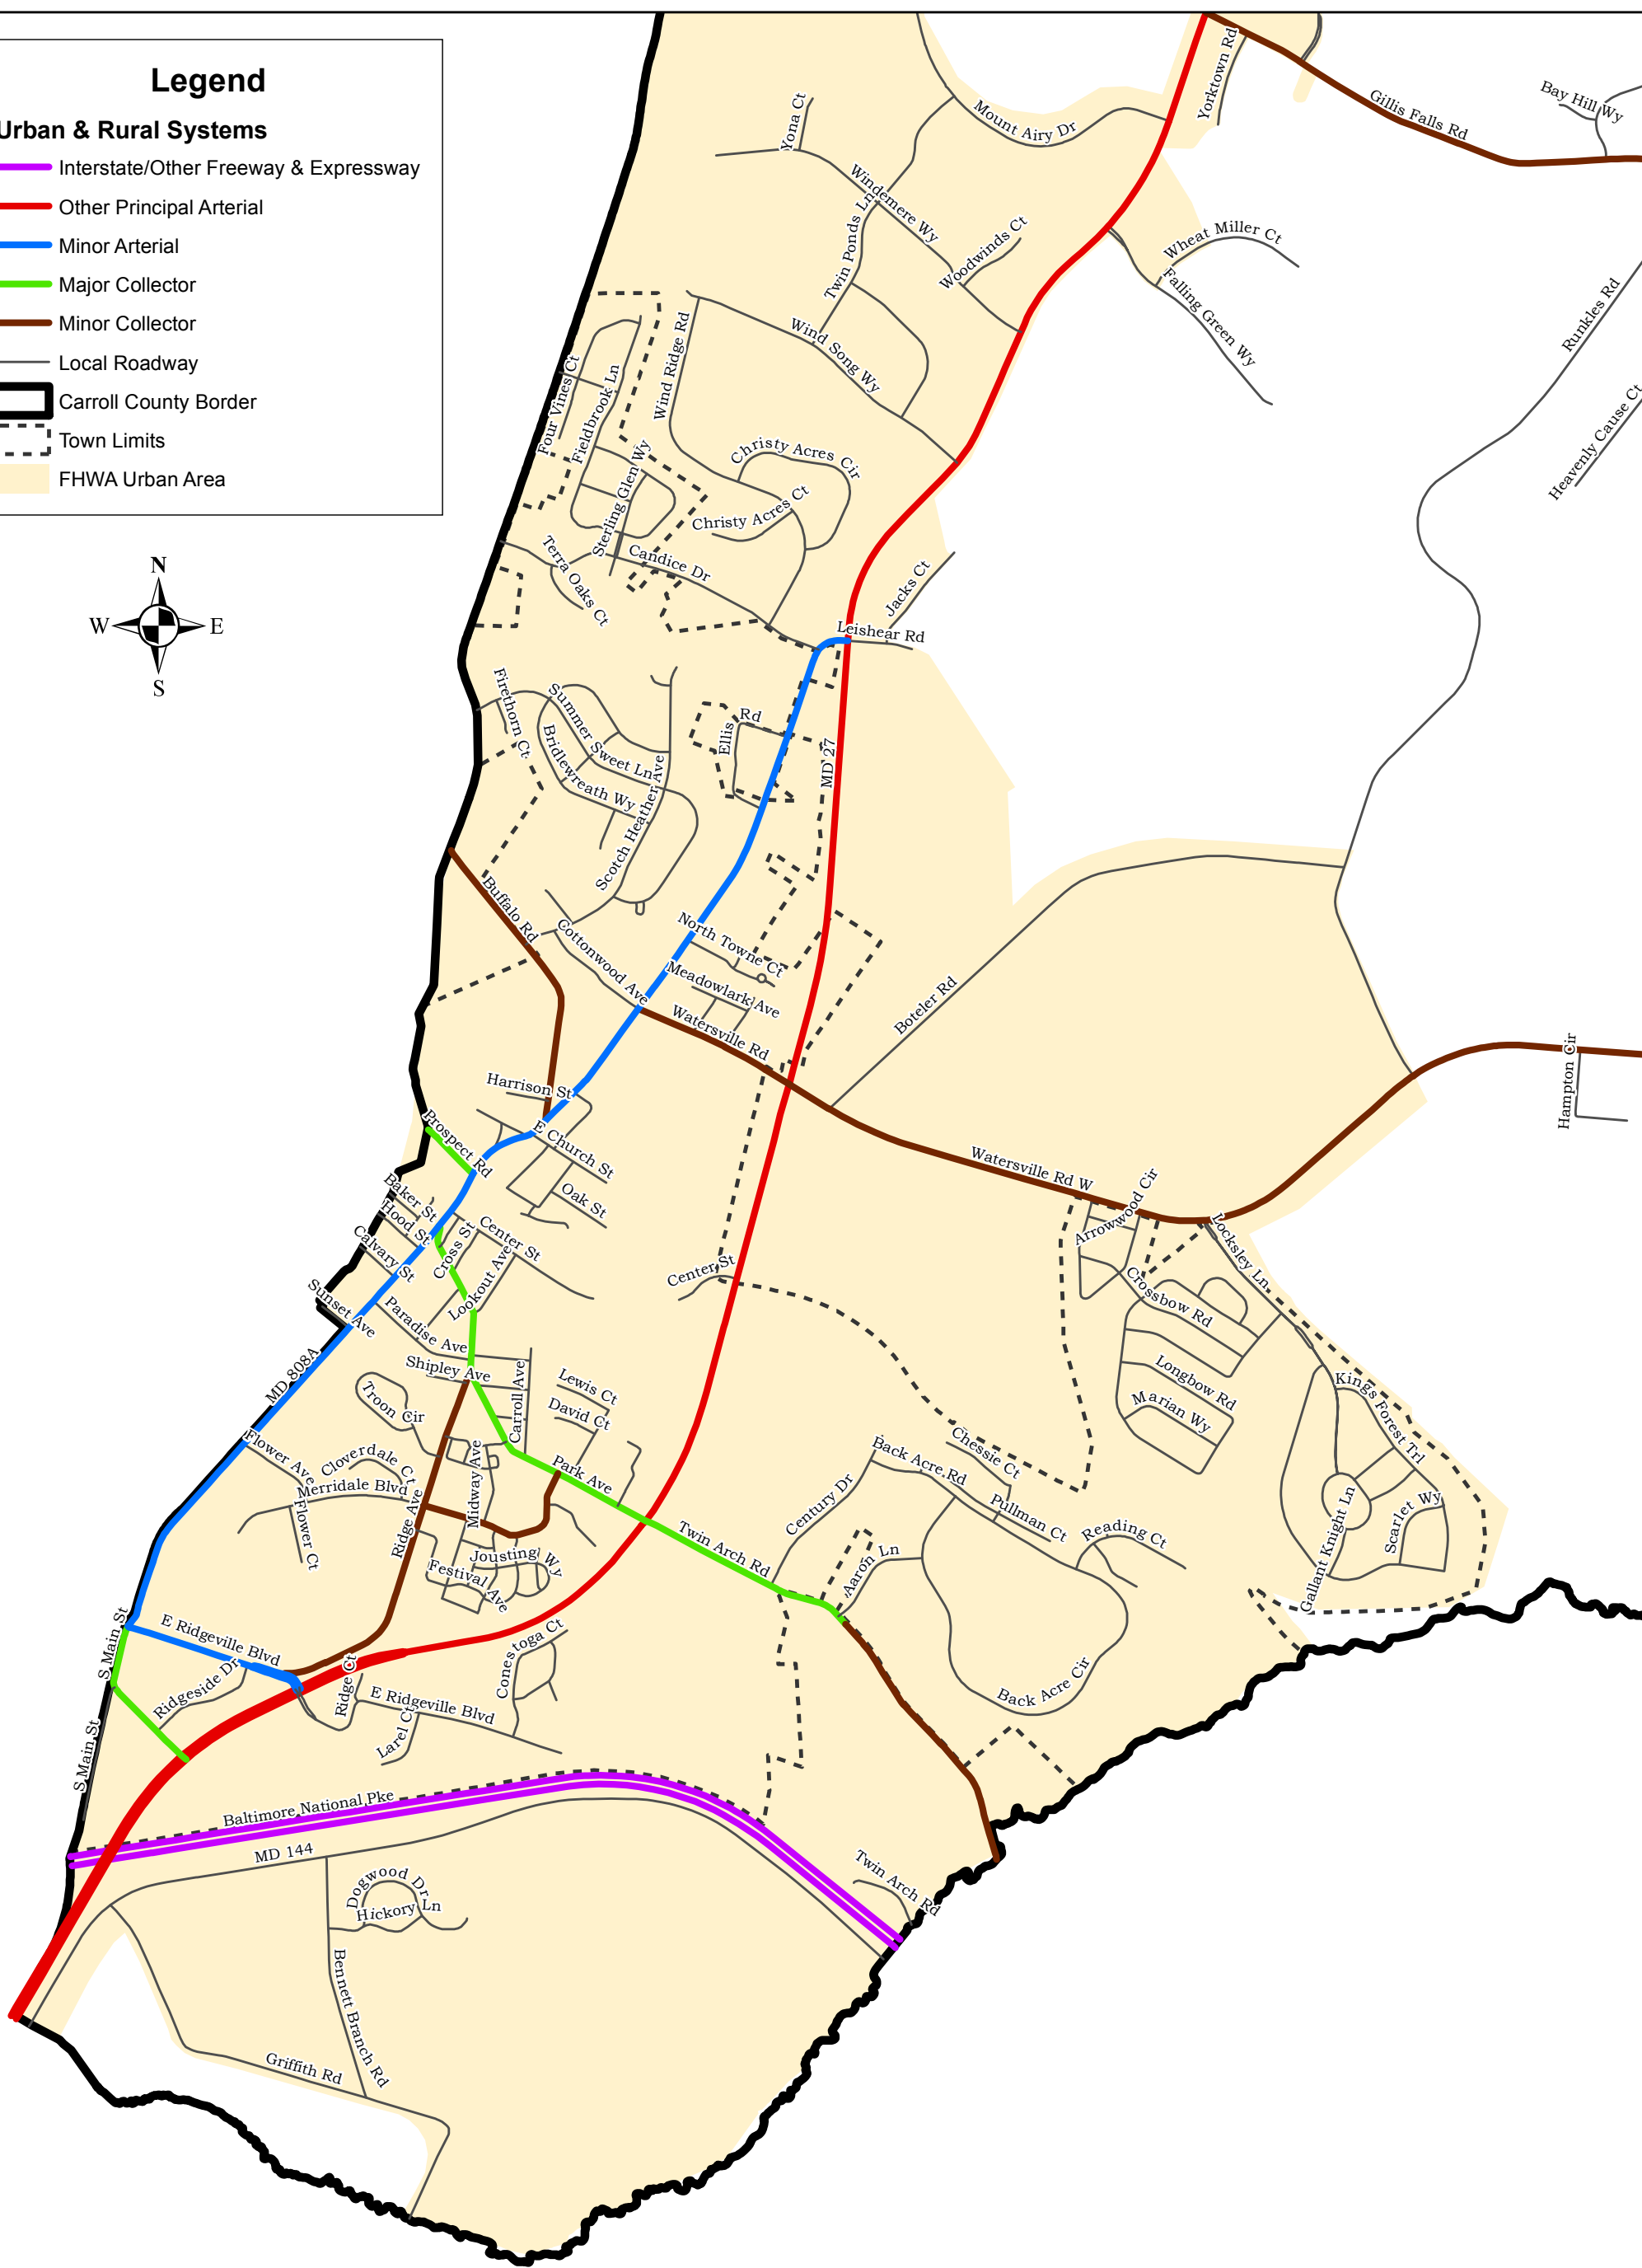 Legend
Urban & Rural Systems
Interstate/Other Freeway & Expressway
Other Principal Arterial
Minor Arterial
Major Collector
Minor Collector
Local Roadway
Carroll County Border
Town Limits
FHWA Urban Area
N
W
E
S
Yorktown Rd
Gillis Falls Rd
Bay Hill Wy
Mount Airy Dr
Yona Ct
Windemere Wy
Twin Ponds Ln
Woodwinds Ct
Wheat Miller Ct
Falling Green Wy
Runkles Rd
Heavenly Cause Ct
Wind Song Wy
Wind Ridge Rd
Four Vines Ct
Fieldbrook Ln
Sterling Glen Wy
Christy Acres Cir
Christy Acres Ct
Terra Oaks Ct
Candice Dr
Jacks Ct
Leishear Rd
Firethorn Ct
Summer Sweet Ln
Bridlewreath Wy
Scotch Heather Ave
Ellis Rd
MD 27
Buffalo Rd
Cottonwood Ave
North Towne Ct
Meadowlark Ave
Watersville Rd
Boteler Rd
Hampton Cir
Harrison St
E Church St
Prospect Rd
Oak St
Baker St
Hood St
Calvary St
Cross St
Center St
Lookout Ave
Center St
Sunset Ave
Paradise Ave
Shipley Ave
MD 808A
Watersville Rd W
Arrowwood Cir
Locksley Ln
Crossbow Rd
Longbow Rd
Marian Wy
Kings Forest Trl
Scarlet Wy
Gallant Knight Ln
Troon Cir
Carroll Ave
Lewis Ct
David Ct
Flower Ave
Cloverdale Ct
Merridale Blvd
Flower Ct
Midway Ave
Park Ave
Ridge Ave
Jousting Wy
Festival Ave
Twin Arch Rd
Century Dr
Back Acre Rd
Chessie Ct
Pullman Ct
Reading Ct
Aaron Ln
Back Acre Cir
S Main St
E Ridgeville Blvd
Ridgeside Dr
Ridge Ct
Conestoga Ct
E Ridgeville Blvd
Larel Ct
S Main St
Baltimore National Pke
MD 144
Twin Arch Rd
Dogwood Dr
Hickory Ln
Bennett Branch Rd
Griffith Rd